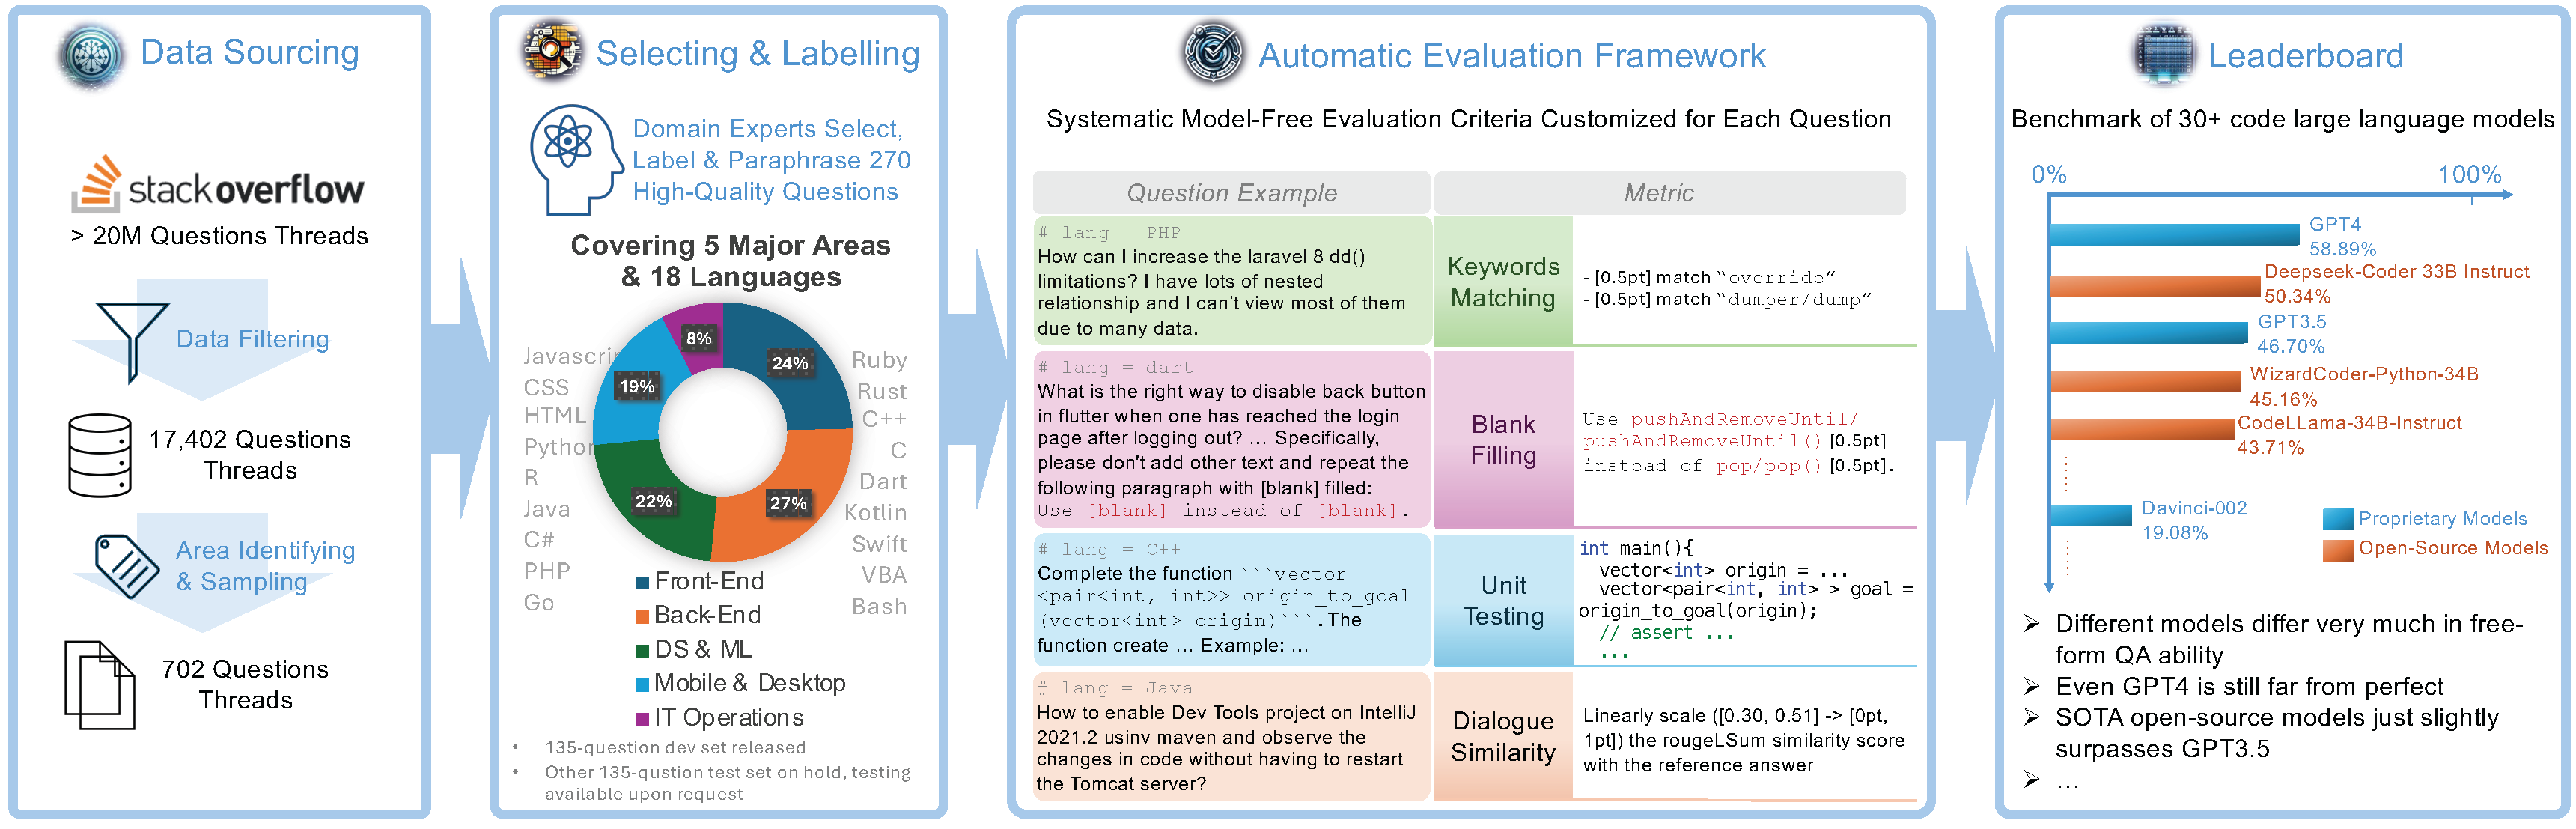 Data Sourcing
stackoverflow
> 20M Questions Threads
Data Filtering
17,402 Questions
Threads
Area Identifying
& Sampling
702 Questions
Threads
Selecting & Labelling
Domain Experts Select,
Label & Paraphrase 270
High-Quality Questions
Covering 5 Major Areas
& 18 Languages
Javascri
CSS
HTML
Python
R
Java
C#
PHP
Go
8%
24%
19%
22%
27%
Ruby
Rust
C++
C
Dart
Kotlin
Swift
VBA
Bash
Front-End
Back-End
DS & ML
Mobile & Desktop
IT Operations
• 135-question dev set released
• Other 135-qustion test set on hold, testing
available upon request
Automatic Evaluation Framework
Systematic Model-Free Evaluation Criteria Customized for Each Question
Question Example
Metric
# lang = PHP
How can I increase the laravel 8 dd()
limitations? I have lots of nested
relationship and I can't view most of them
due to many data.
Keywords
Matching
- [0.5pt] match "override"
- [0.5pt] match "dumper/dump"
# lang = dart
What is the right way to disable back button
in flutter when one has reached the login
page after logging out? ... Specifically,
please don't add other text and repeat the
following paragraph with [blank] filled:
Use [blank] instead of [blank].
Blank
Filling
Use pushAndRemoveUntil/
pushAndRemoveUntil() [0.5pt]
instead of pop/pop() [0.5pt].
# lang = C++
Complete the function ```vector
<pair<int, int>> origin_to_goal
(vector<int> origin)```.The
function create ... Example: ...
Unit
Testing
int main(){
vector<int> origin = ...
vector<pair<int, int> > goal =
origin_to_goal(origin);
// assert ...
...
# lang = Java
How to enable Dev Tools project on IntelliJ
2021.2 usinv maven and observe the
changes in code without having to restart
the Tomcat server?
Dialogue
Similarity
Linearly scale ([0.30, 0.51] -> [0pt,
1pt]) the rougeLSum similarity score
with the reference answer
Leaderboard
Benchmark of 30+ code large language models
0%
100%
GPT4
58.89%
Deepseek-Coder 33B Instruct
50.34%
GPT3.5
46.70%
WizardCoder-Python-34B
45.16%
CodeLLama-34B-Instruct
43.71%
Davinci-002
19.08%
Proprietary Models
Open-Source Models
➢ Different models differ very much in free-
form QA ability
➢ Even GPT4 is still far from perfect
➢ SOTA open-source models just slightly
surpasses GPT3.5
➢ ...